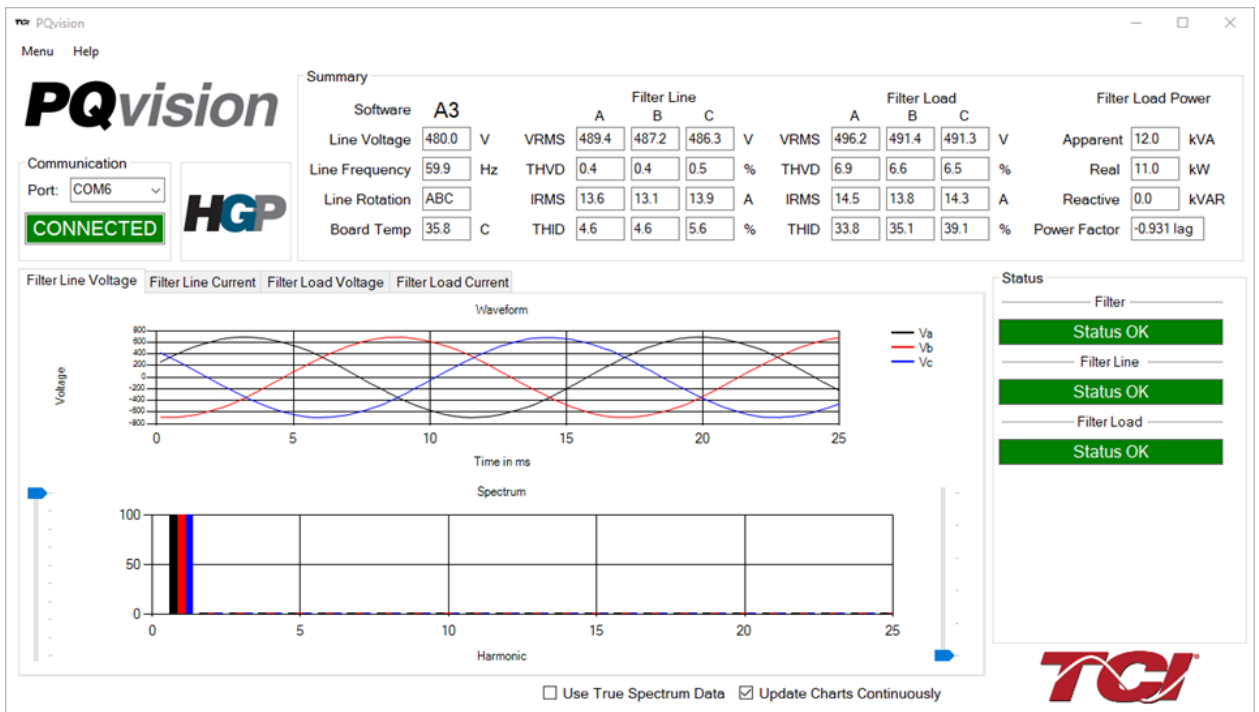 TCI PQvision
Menu Help
PQvision
Communication
Port: COM6
CONNECTED
HGP
Summary
Software A3
Line Voltage 480.0 V
Line Frequency 59.9 Hz
Line Rotation ABC
Board Temp 35.8 C
Filter Line
A B C
VRMS 489.4 487.2 486.3 V
THVD 0.4 0.4 0.5 %
IRMS 13.6 13.1 13.9 A
THID 4.6 4.6 5.6 %
Filter Load
A B C
VRMS 496.2 491.4 491.3 V
THVD 6.9 6.6 6.5 %
IRMS 14.5 13.8 14.3 A
THID 33.8 35.1 39.1 %
Filter Load Power
Apparent 12.0 kVA
Real 11.0 kW
Reactive 0.0 kVAR
Power Factor -0.931 lag
Filter Line Voltage Filter Line Current Filter Load Voltage Filter Load Current
Waveform
Voltage
800
600
400
200
0
-200
-400
-600
-800
0 5 10 15 20 25
Time in ms
Va
Vb
Vc
Spectrum
100
50
0
0 5 10 15 20 25
Harmonic
Use True Spectrum Data Update Charts Continuously
Status
Filter
Status OK
Filter Line
Status OK
Filter Load
Status OK
TCI